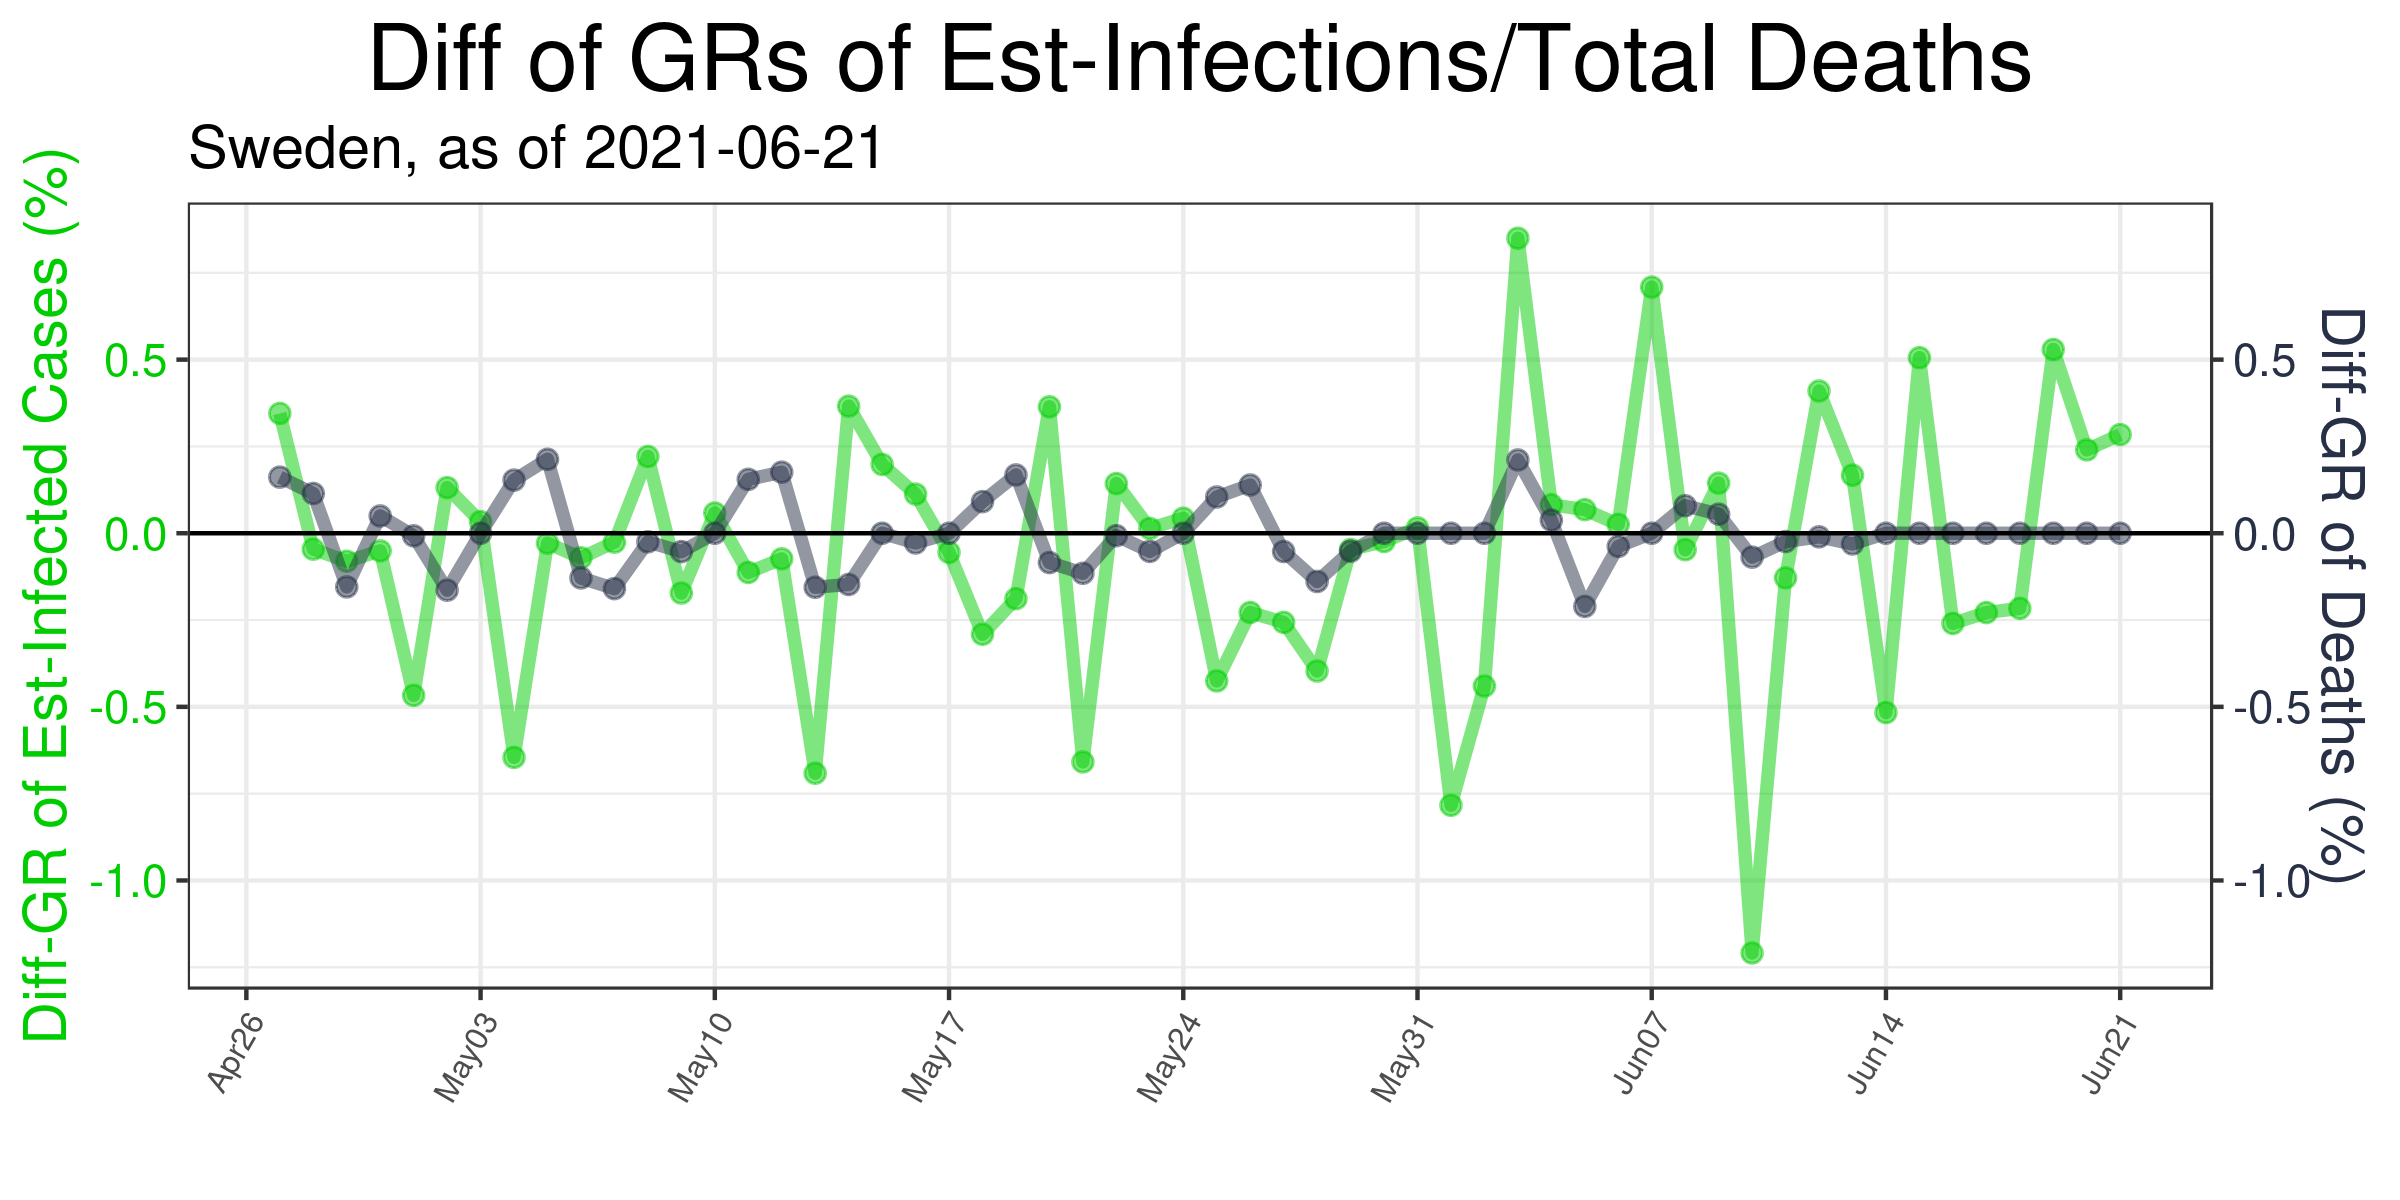 Diff of GRs of Est-Infections/Total Deaths
Sweden, as of 2021-06-21
Diff-GR of Est-Infected Cases (%)
0.5
0.0
-0.5
-1.0
0.5
0.0
-0.5
-1.0
Diff-GR of Deaths (%)
Apr26
May03
May10
May17
May24
May31
Jun07
Jun14
Jun21